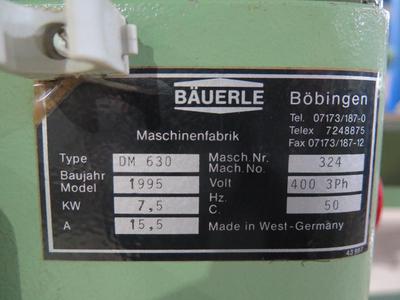 BÄUERLE Böbingen
Tel. 07173/187-0
Telex 7248875
Maschinenfabrik Fax 07173/187-12
Type DM 630 Masch.Nr. 324
Mach.No.
Baujahr 1995 Volt 400 3Ph
Model
KW 7,5 Hz. 50
C.
A 15,5 Made in West-Germany